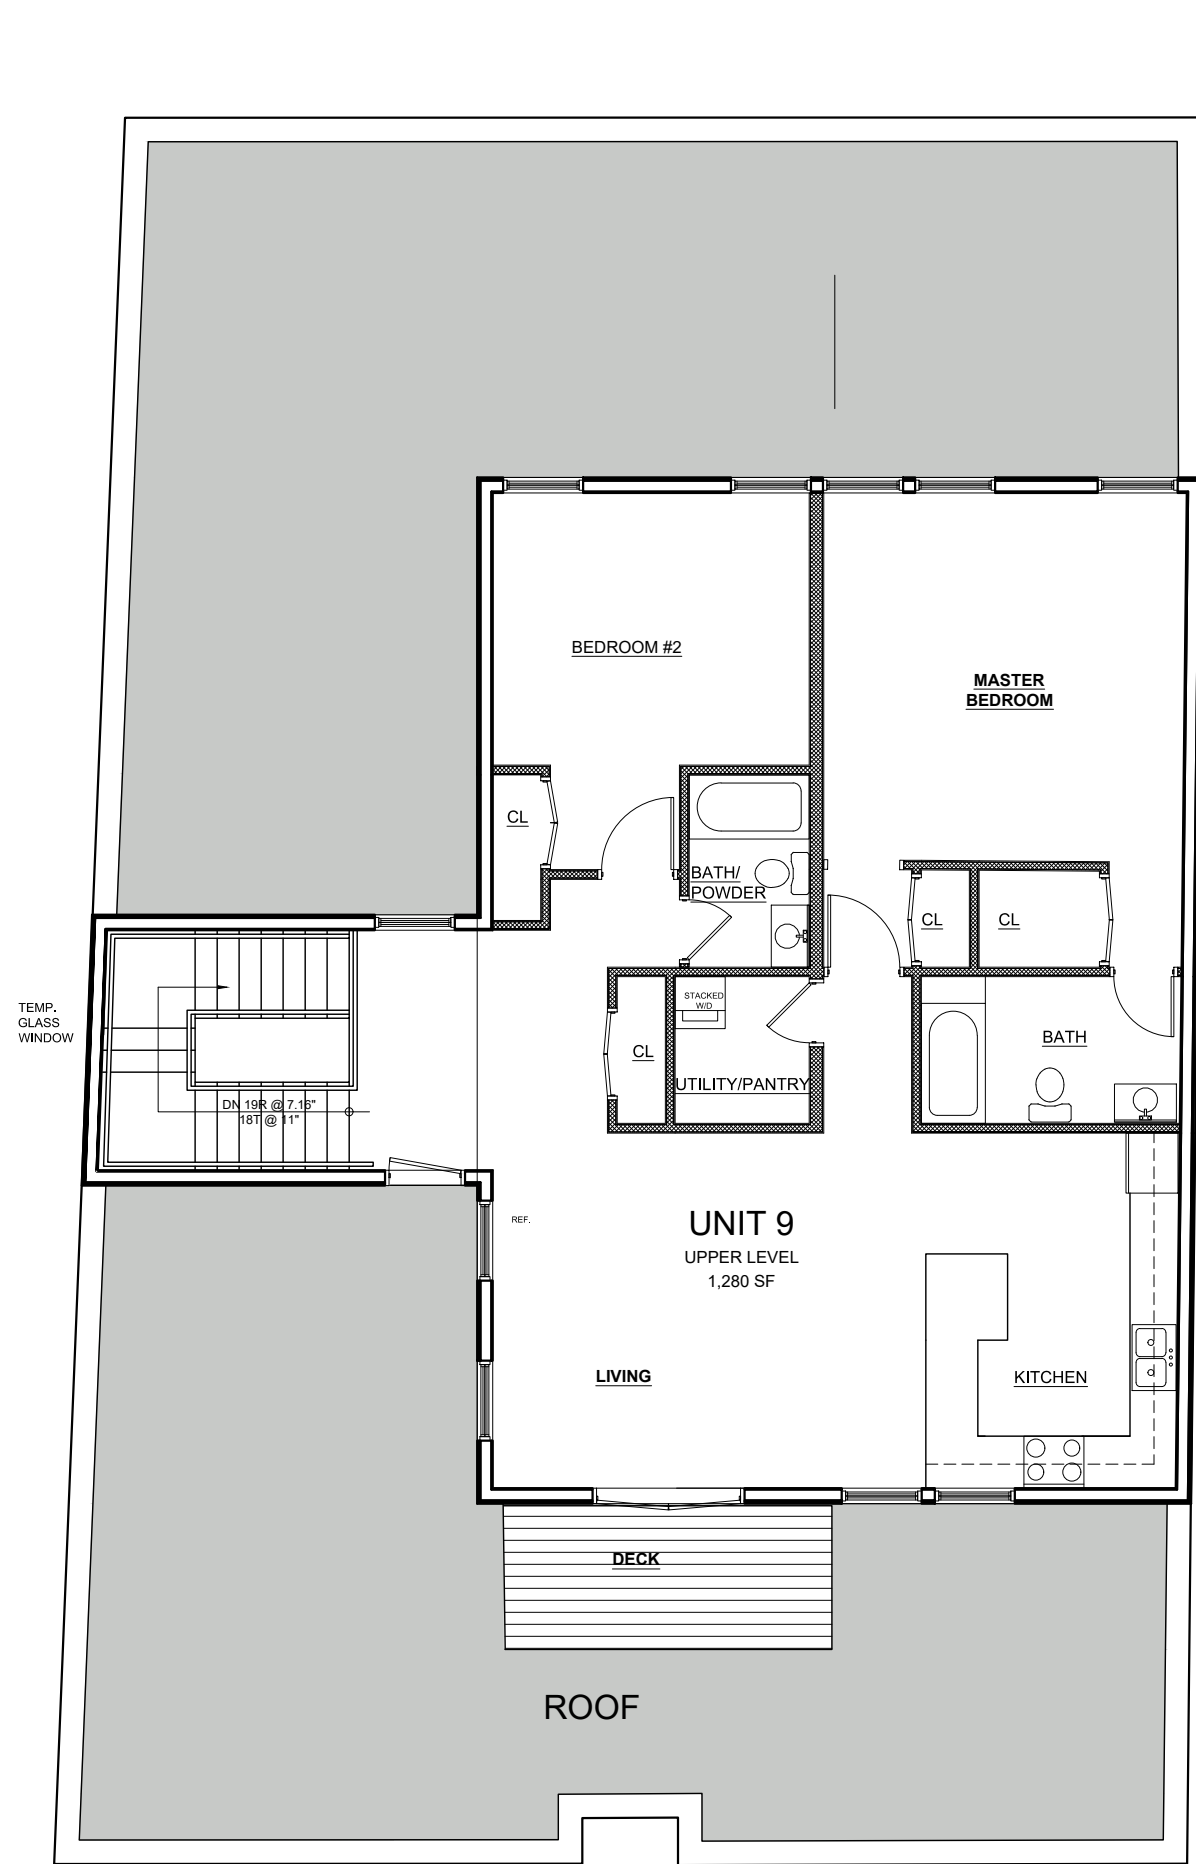 BEDROOM #2
MASTER
BEDROOM
CL
BATH/
POWDER
CL
CL
STACKED
W/D
TEMP.
GLASS
WINDOW
CL
BATH
UTILITY/PANTRY
DN 19R @ 7.16"
18T @ 11"
REF.
UNIT 9
UPPER LEVEL
1,280 SF
LIVING
KITCHEN
DECK
ROOF